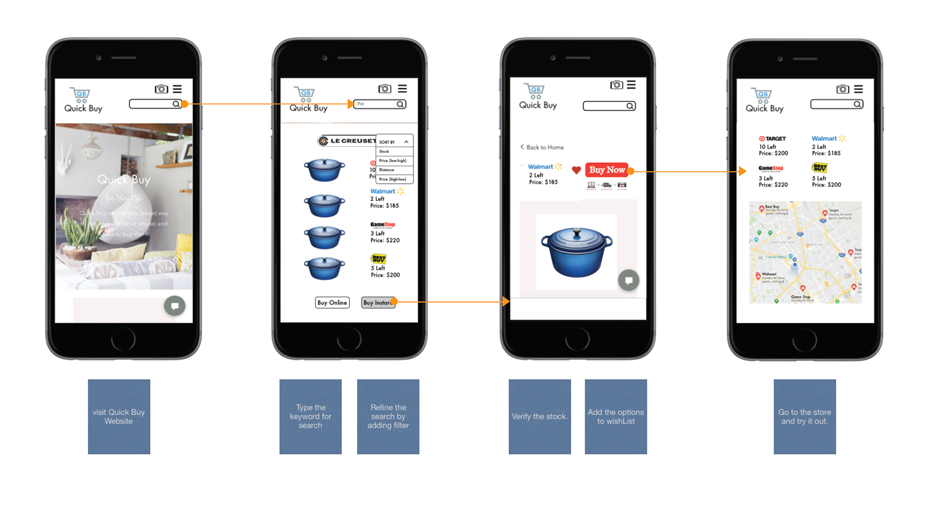 QB
Quick Buy
Quick Buy
QB
Quick Buy
Pot
LE CREUSET
SORT BY
Stock
Price (low-high)
Distance
Price (high-low)
10
Pri
Walmart
2 Left
Price: $185
GameStop
3 Left
Price: $220
BEST BUY
5 Left
Price: $200
Buy Online
Buy Instore
QB
Quick Buy
< Back to Home
Walmart
2 Left
Price: $185
Buy Now
QB
Quick Buy
TARGET
10 Left
Price: $200
Walmart
2 Left
Price: $185
GameStop
3 Left
Price: $220
BEST BUY
5 Left
Price: $200
Best Buy
Target
Walmart
Game Stop
visit Quick Buy
Website
Type the
keyword for
search
Refine the
search by
adding filter
Verify the stock.
Add the options
to wishList
Go to the store
and try it out.